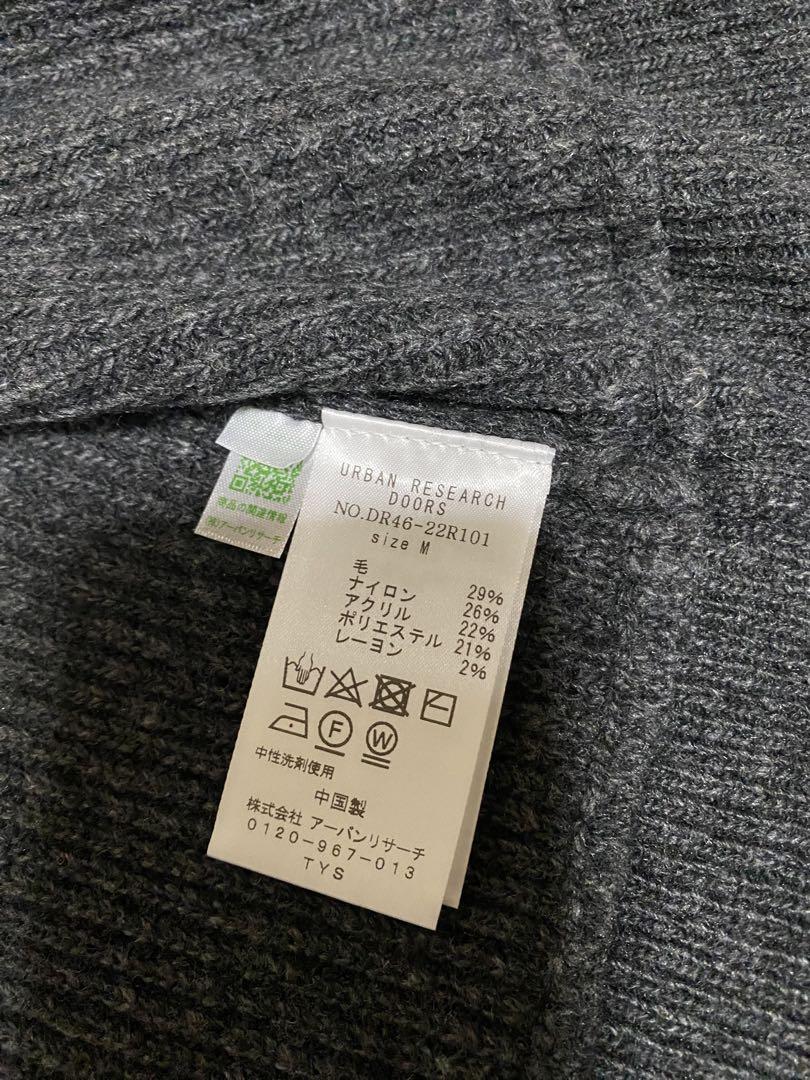 商品の関連情報
(株)アーバンリサーチ
URBAN RESEARCH
DOORS
NO.DR46-22R101
size M
毛 29%
ナイロン 26%
アクリル 22%
ポリエステル 21%
レーヨン 2%
F W
中性洗剤使用
中国製
株式会社 アーバンリサーチ
0120-967-013
TYS